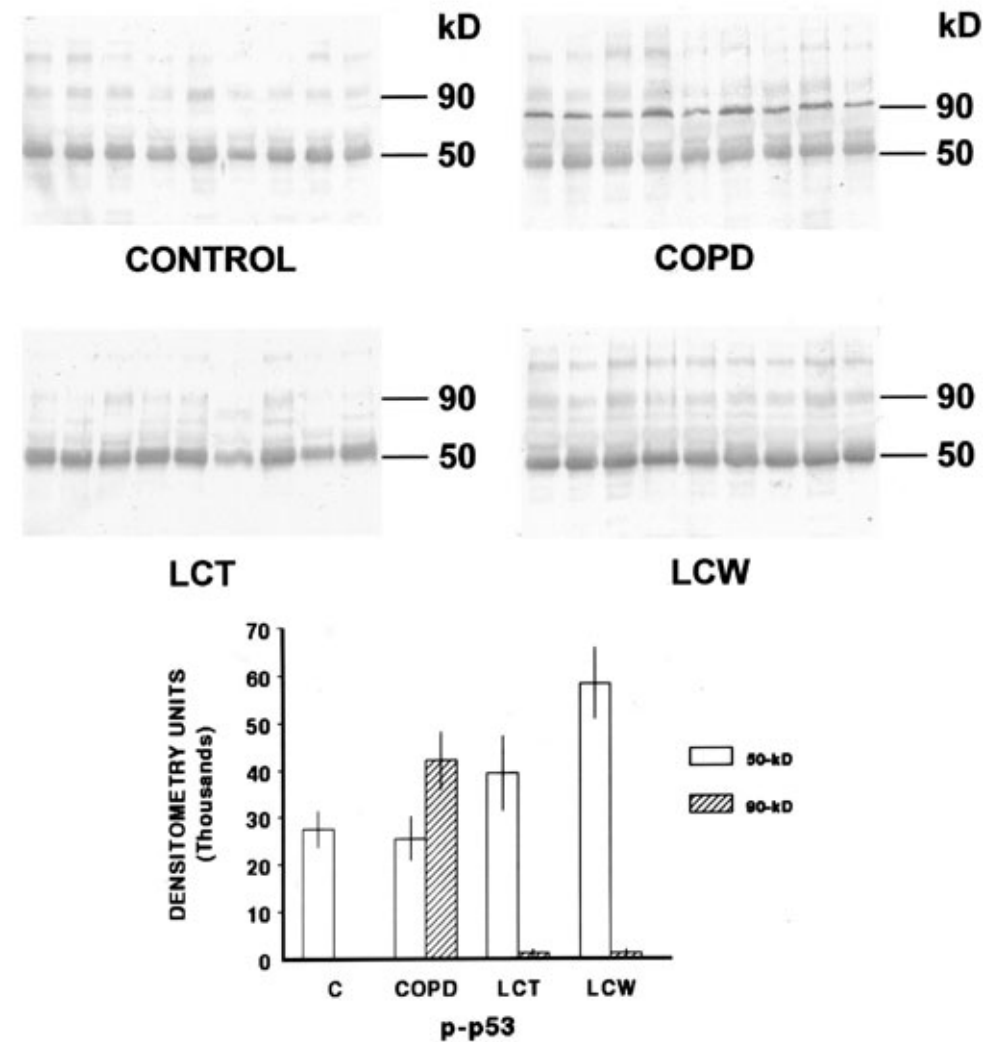 kD
90
50
CONTROL
kD
90
50
COPD
90
50
LCT
90
50
LCW
DENSITOMETRY UNITS
(Thousands)
70
60
50
40
30
20
10
0
C COPD LCT LCW
p-p53
50-kD
90-kD